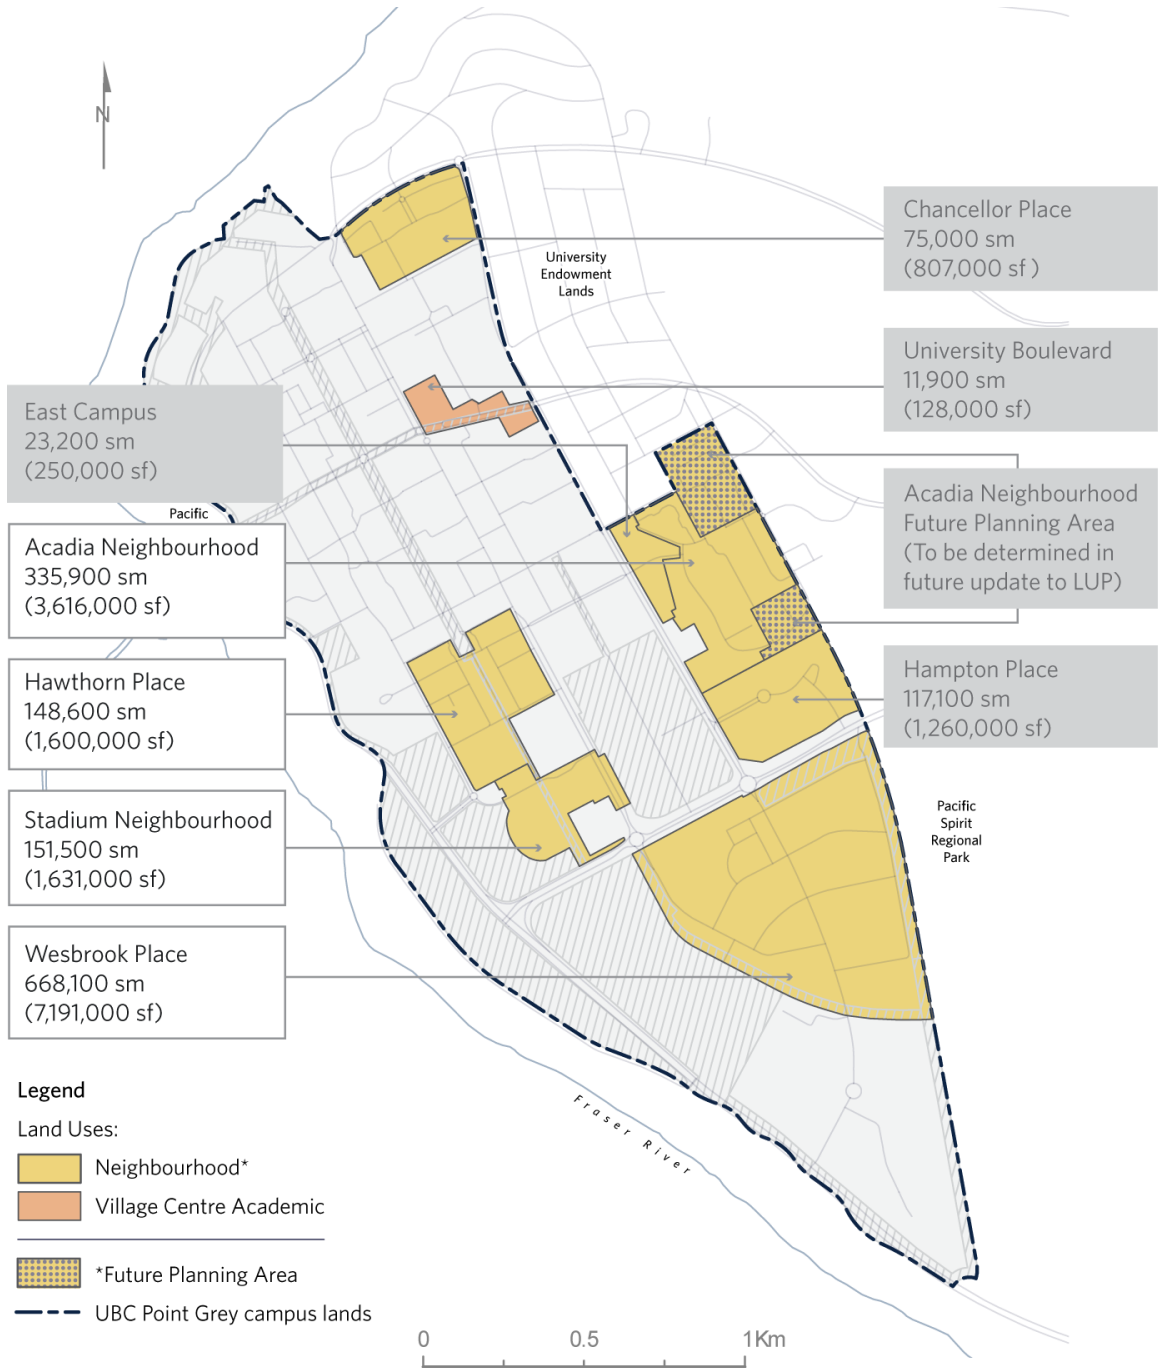 N
Chancellor Place
75,000 sm
(807,000 sf )
University
Endowment
Lands
University Boulevard
11,900 sm
(128,000 sf)
East Campus
23,200 sm
(250,000 sf)
Acadia Neighbourhood
Future Planning Area
(To be determined in
future update to LUP)
Pacific
Acadia Neighbourhood
335,900 sm
(3,616,000 sf)
Hampton Place
117,100 sm
(1,260,000 sf)
Hawthorn Place
148,600 sm
(1,600,000 sf)
Stadium Neighbourhood
151,500 sm
(1,631,000 sf)
Pacific
Spirit
Regional
Park
Wesbrook Place
668,100 sm
(7,191,000 sf)
Fraser River
Legend
Land Uses:
Neighbourhood*
Village Centre Academic
*Future Planning Area
UBC Point Grey campus lands
0 0.5 1Km